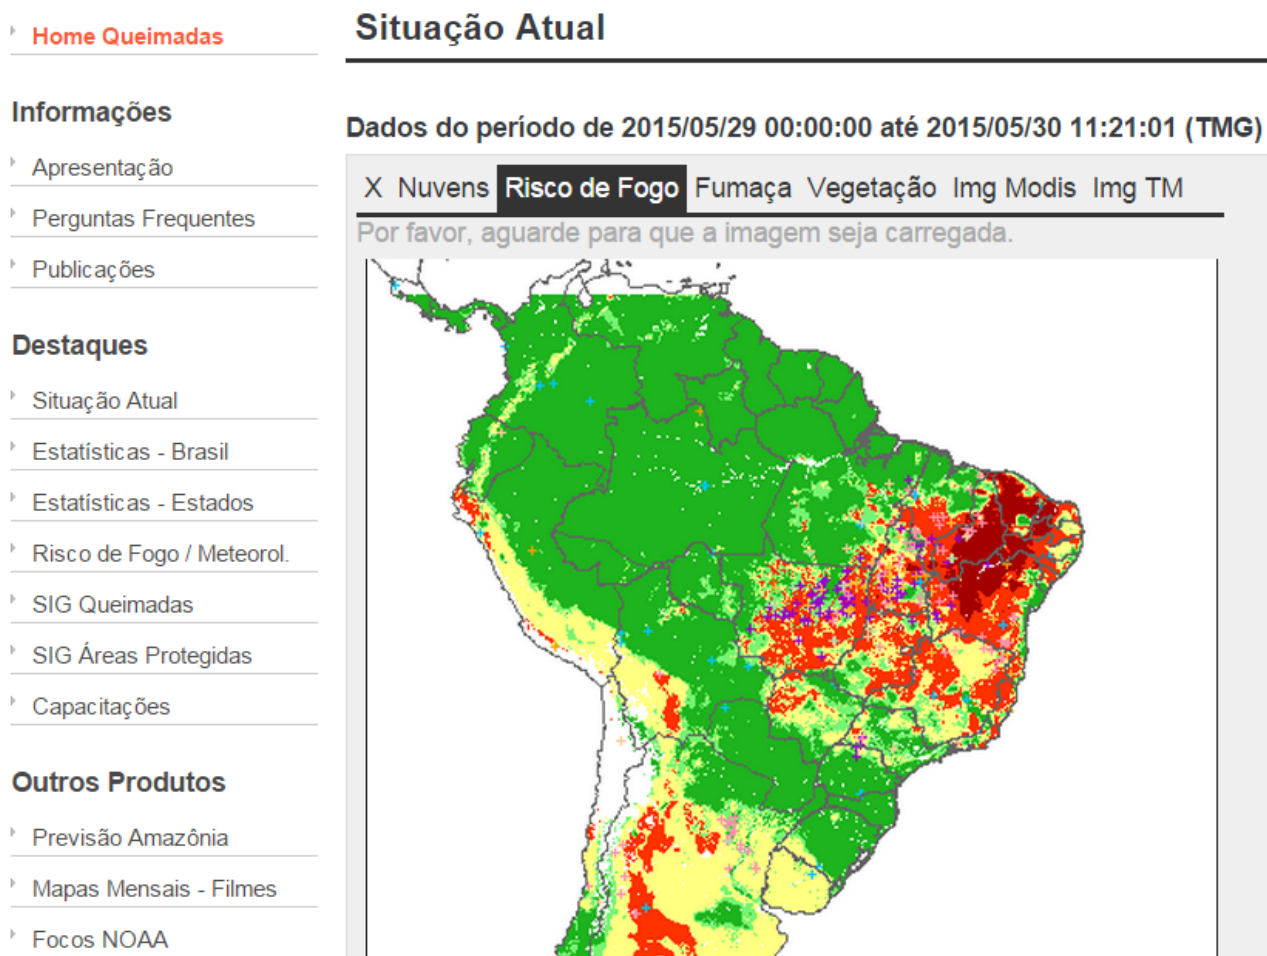 Home Queimadas
Informações
Apresentação
Perguntas Frequentes
Publicações
Destaques
Situação Atual
Estatísticas - Brasil
Estatísticas - Estados
Risco de Fogo / Meteorol.
SIG Queimadas
SIG Áreas Protegidas
Capacitações
Outros Produtos
Previsão Amazônia
Mapas Mensais - Filmes
Focos NOAA
Situação Atual
Dados do período de 2015/05/29 00:00:00 até 2015/05/30 11:21:01 (TMG)
X Nuvens Risco de Fogo Fumaça Vegetação Img Modis Img TM
Por favor, aguarde para que a imagem seja carregada.